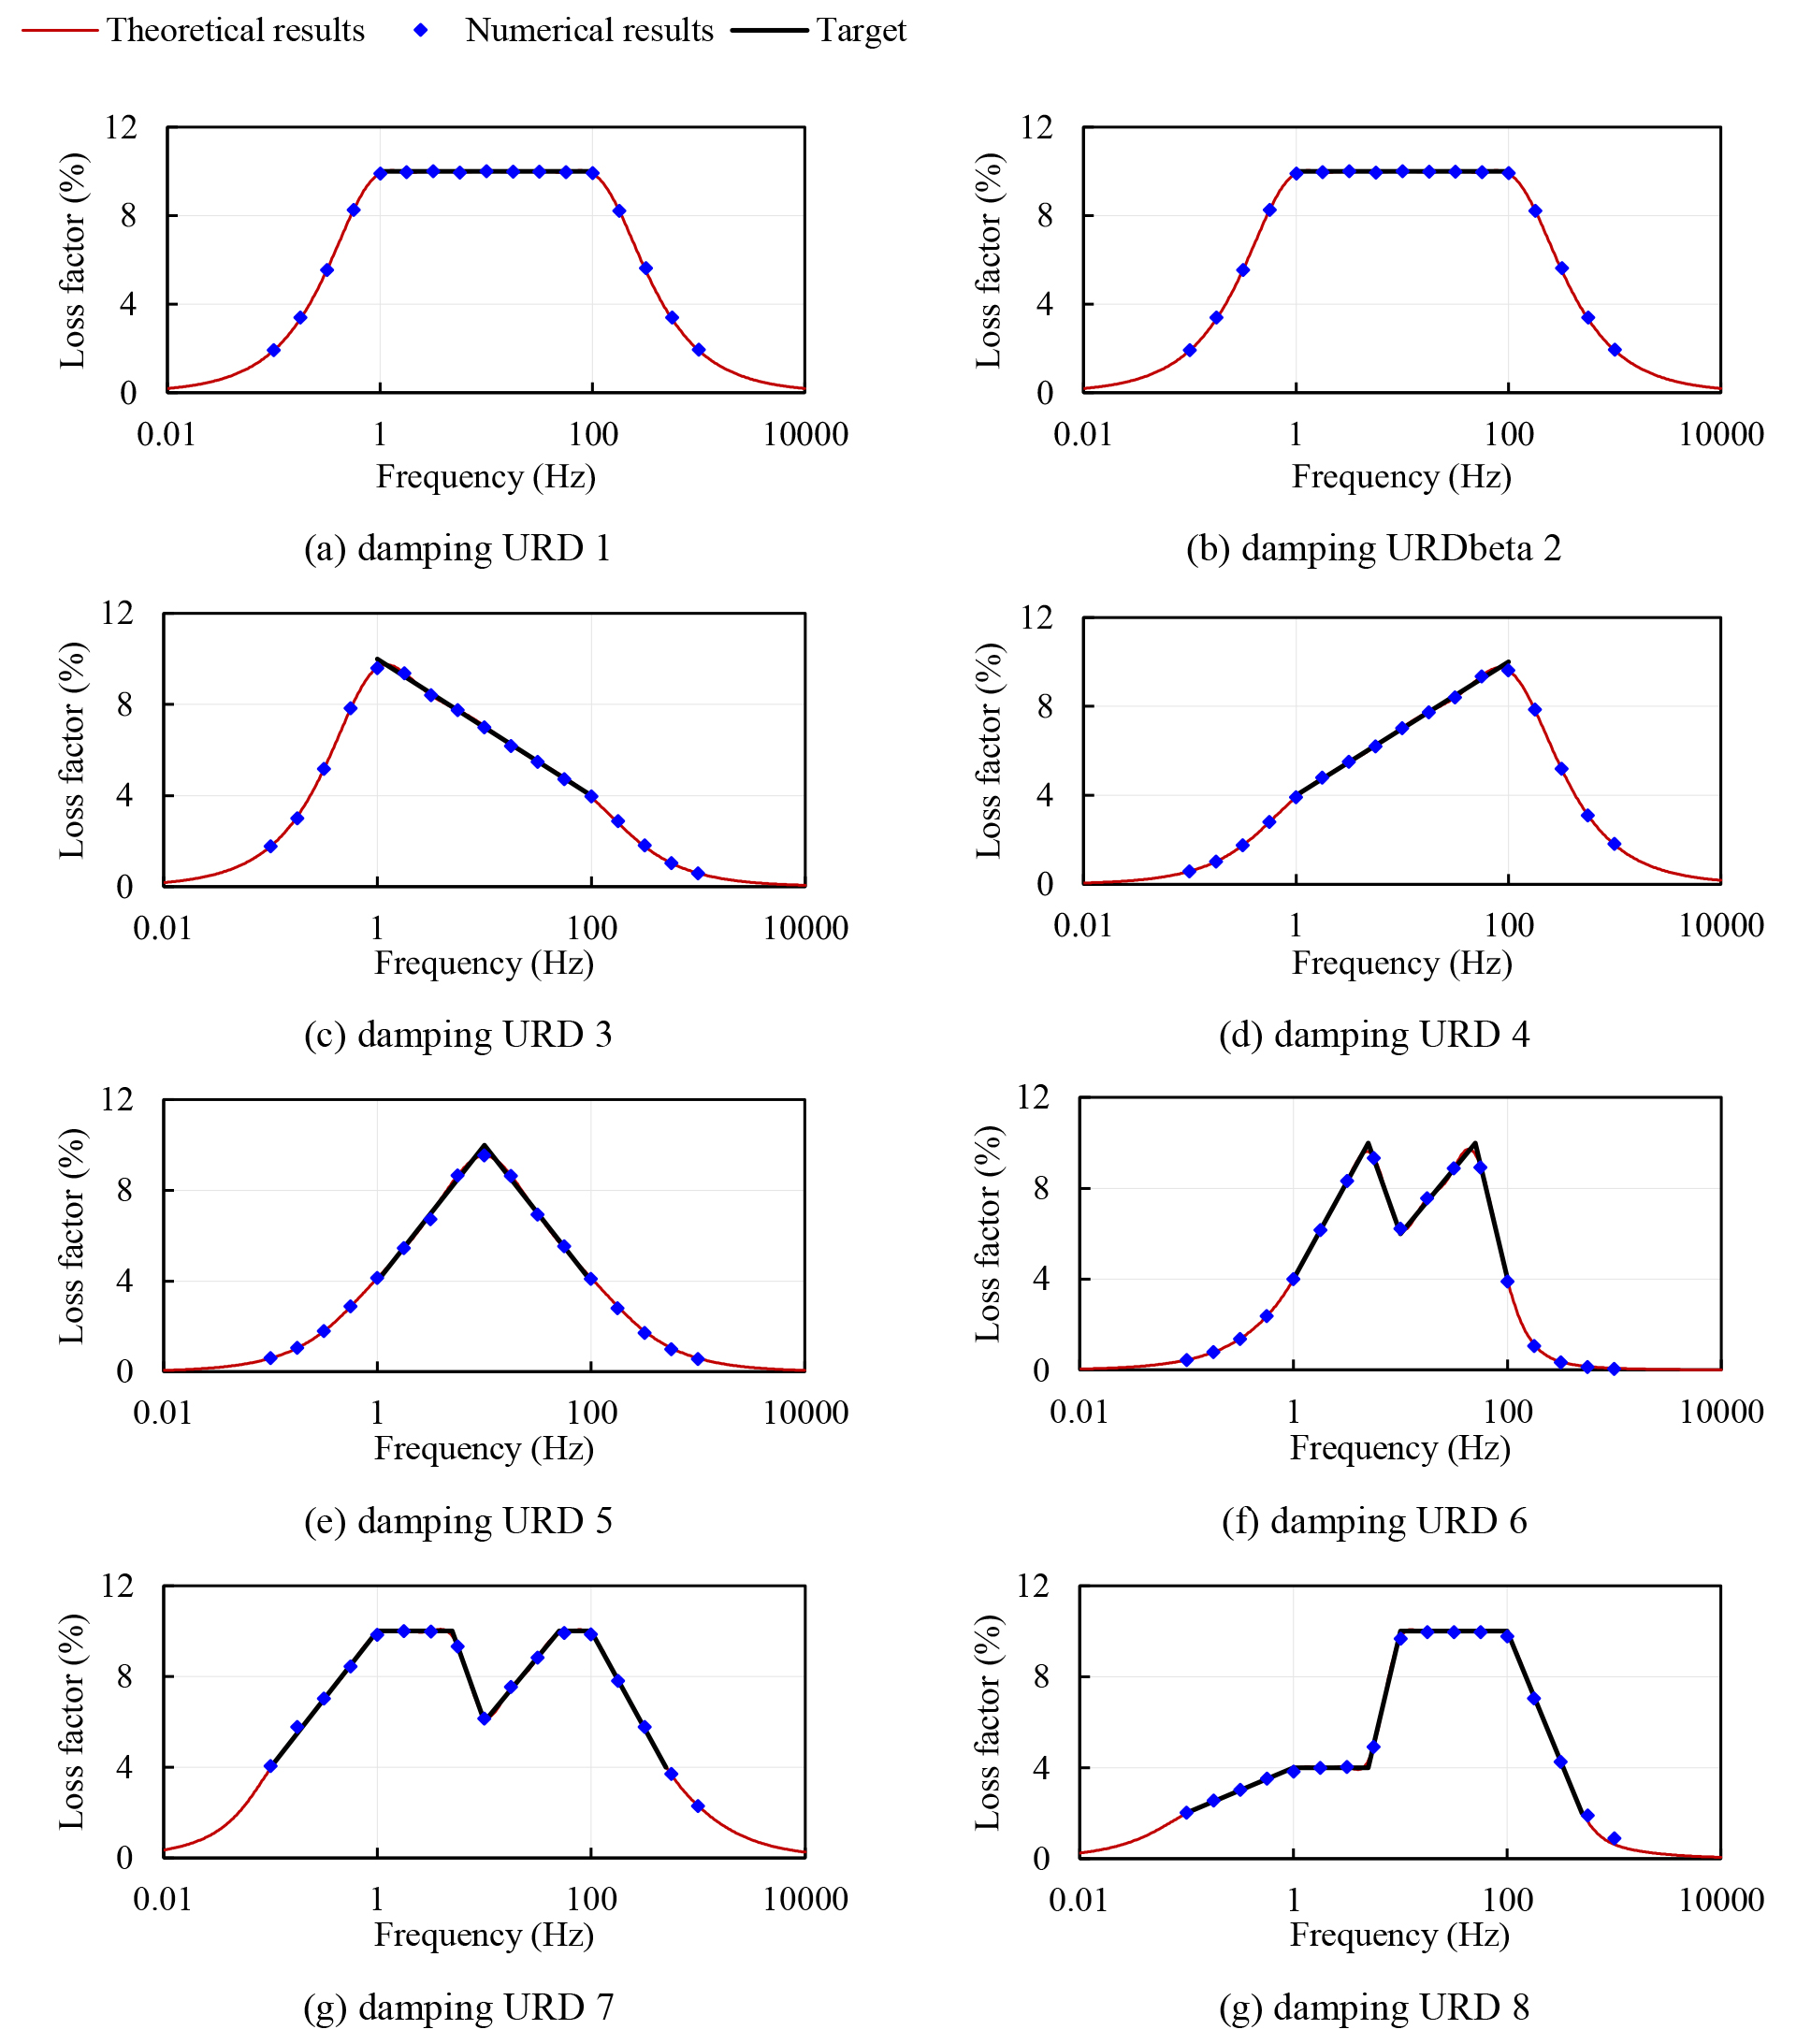 Theoretical results Numerical results Target
12 12
Loss factor (%) Loss factor (%)
8 8
4 4
0 0
0.01 1 100 10000 0.01 1 100 10000
Frequency (Hz) Frequency (Hz)
(a) damping URD 1 (b) damping URDbeta 2
12 12
Loss factor (%) Loss factor (%)
8 8
4 4
0 0
0.01 1 100 10000 0.01 1 100 10000
Frequency (Hz) Frequency (Hz)
(c) damping URD 3 (d) damping URD 4
12 12
Loss factor (%) Loss factor (%)
8 8
4 4
0 0
0.01 1 100 10000 0.01 1 100 10000
Frequency (Hz) Frequency (Hz)
(e) damping URD 5 (f) damping URD 6
12 12
Loss factor (%) Loss factor (%)
8 8
4 4
0 0
0.01 1 100 10000 0.01 1 100 10000
Frequency (Hz) Frequency (Hz)
(g) damping URD 7 (g) damping URD 8